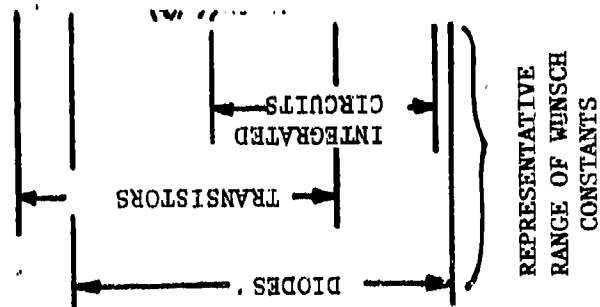 INTEGRATED
CIRCUITS
TRANSISTORS
DIODES
REPRESENTATIVE
RANGE OF WUNSCH
CONSTANTS